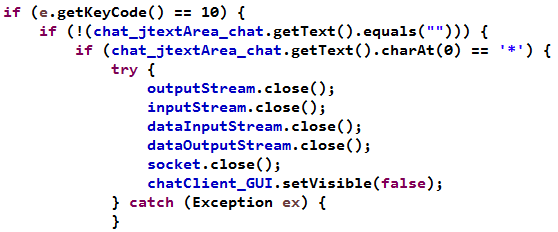 if (e.getKeyCode() == 10) {
    if (!(chat_jtextArea_chat.getText().equals(""))) {
        if (chat_jtextArea_chat.getText().charAt(0) == '*') {
            try {
                outputStream.close();
                inputStream.close();
                dataInputStream.close();
                dataOutputStream.close();
                socket.close();
                chatClient_GUI.setVisible(false);
            } catch (Exception ex) {
            }